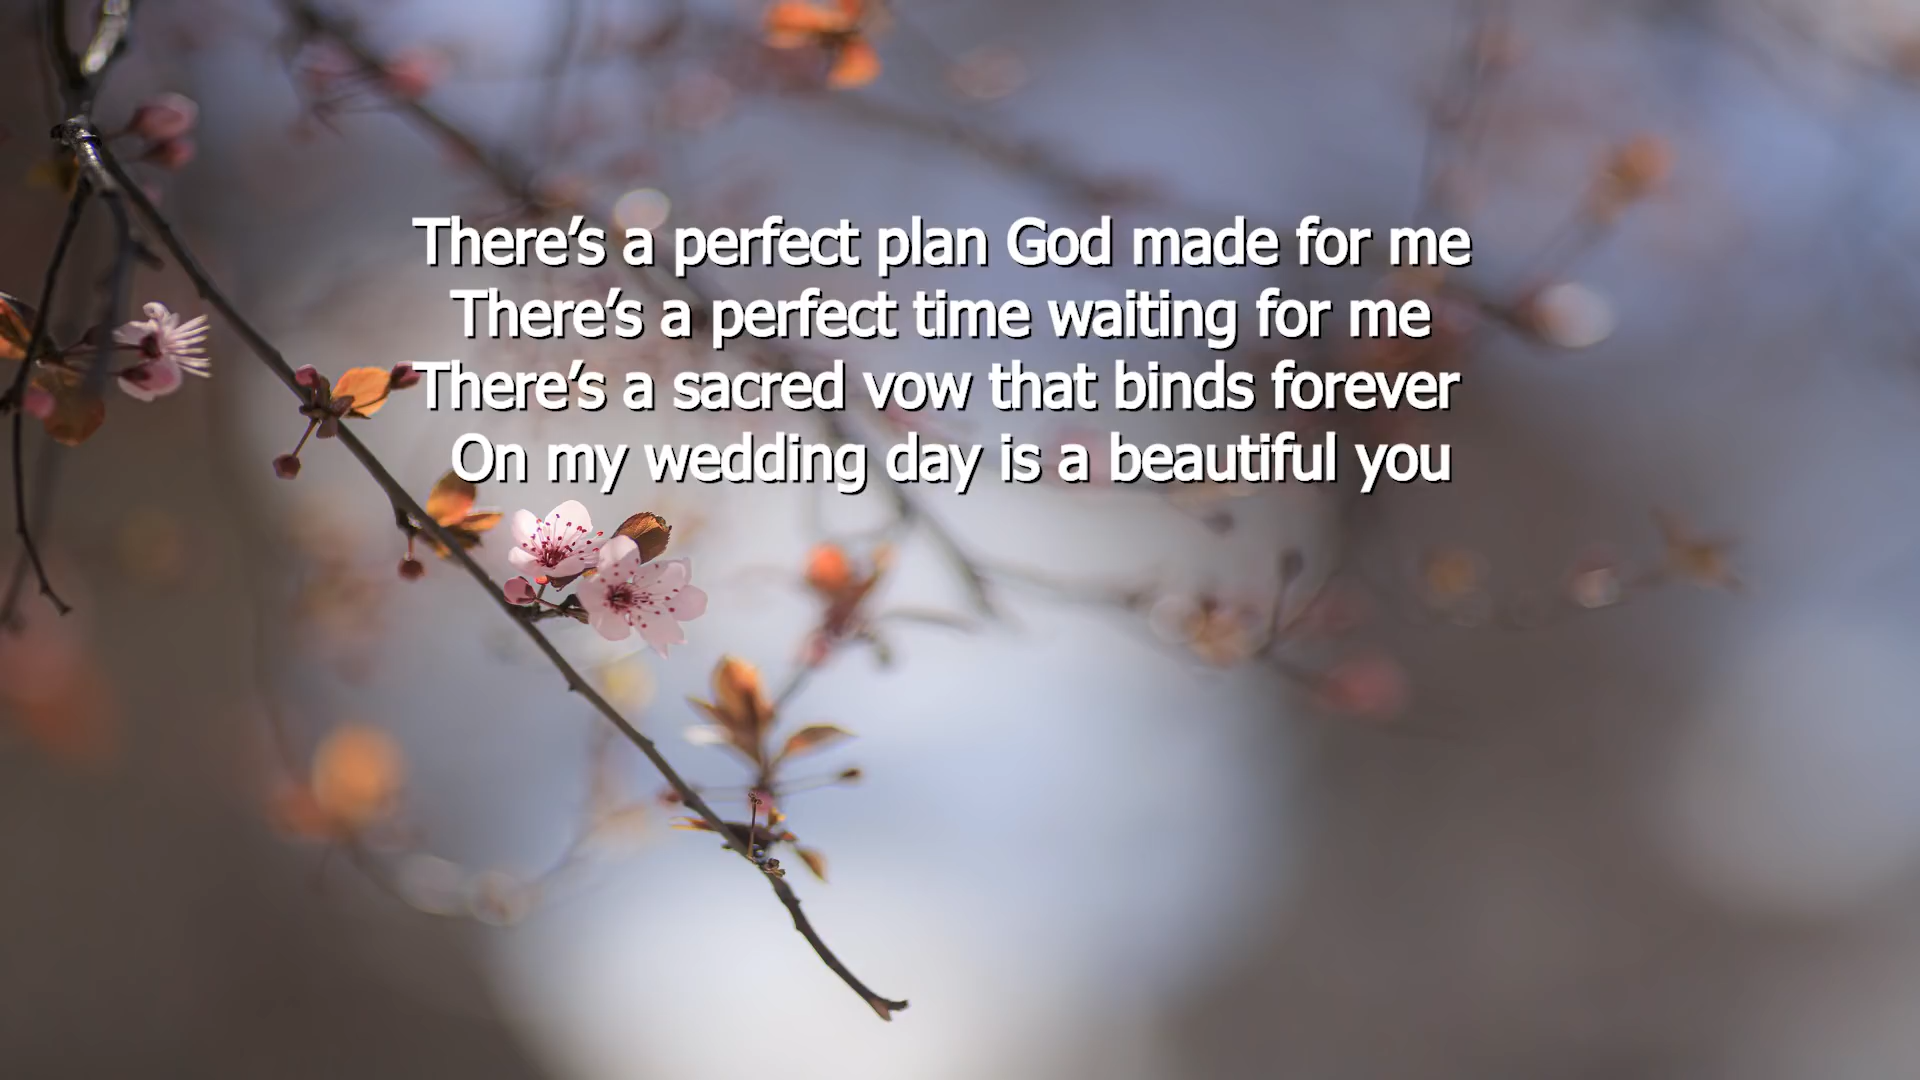 There’s a perfect plan God made for me
There’s a perfect time waiting for me
There’s a sacred vow that binds forever
On my wedding day is a beautiful you